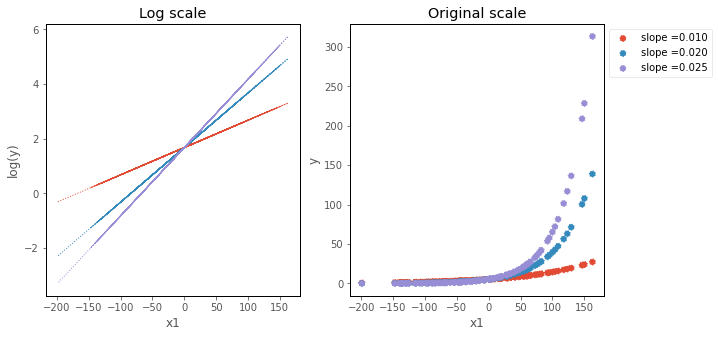 Log scale
log(y)
6
4
2
0
−2
−200 −150 −100 −50 0 50 100 150
x1
Original scale
y
300
250
200
150
100
50
0
−200 −150 −100 −50 0 50 100 150
x1
slope =0.010
slope =0.020
slope =0.025